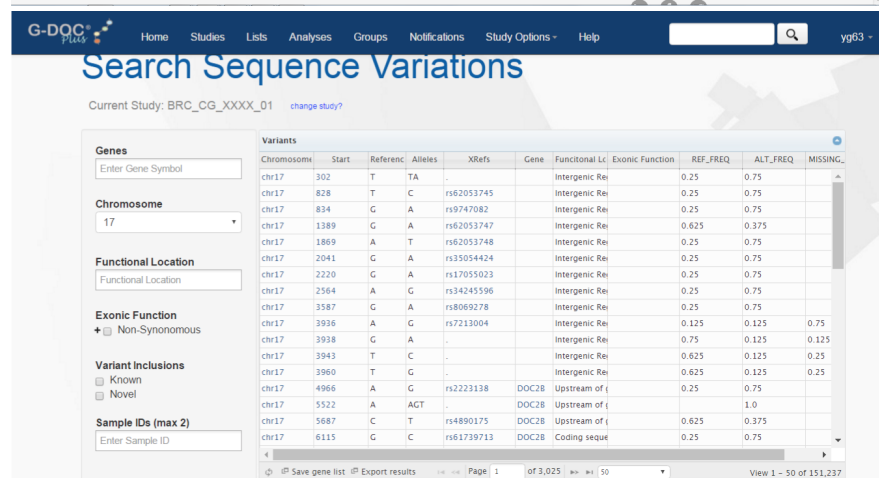 G-DOC Plus Home Studies Lists Analyses Groups Notifications Study Options Help yg63
Search Sequence Variations
Current Study: BRC_CG_XXXX_01 change study?
Genes
Enter Gene Symbol
Chromosome
17
Functional Location
Functional Location
Exonic Function
+ Non-Synonomous
Variant Inclusions
Known
Novel
Sample IDs (max 2)
Enter Sample ID
Variants
Chromosome Start Referenc Alleles XRefs Gene Funcitonal Lc Exonic Function REF_FREQ ALT_FREQ MISSING_
chr17 302 T TA . Intergenic Re 0.25 0.75
chr17 828 T C rs62053745 Intergenic Re 0.25 0.75
chr17 834 G A rs9747082 Intergenic Re 0.25 0.75
chr17 1389 G A rs62053747 Intergenic Re 0.625 0.375
chr17 1869 A T rs62053748 Intergenic Re 0.25 0.75
chr17 2041 G A rs35054424 Intergenic Re 0.25 0.75
chr17 2220 G A rs17055023 Intergenic Re 0.25 0.75
chr17 2564 A G rs34245596 Intergenic Re 0.25 0.75
chr17 3587 G A rs8069278 Intergenic Re 0.25 0.75
chr17 3936 A G rs7213004 Intergenic Re 0.125 0.125 0.75
chr17 3938 G A . Intergenic Re 0.75 0.125 0.125
chr17 3943 T C . Intergenic Re 0.625 0.125 0.25
chr17 3960 T G . Intergenic Re 0.625 0.125 0.25
chr17 4966 A G rs2223138 DOC2B Upstream of g 0.25 0.75
chr17 5522 A AGT . DOC2B Upstream of g 1.0
chr17 5687 C T rs4890175 DOC2B Upstream of g 0.625 0.375
chr17 6115 G C rs61739713 DOC2B Coding seque 0.25 0.75
Save gene list Export results Page 1 of 3,025 50 View 1 - 50 of 151,237